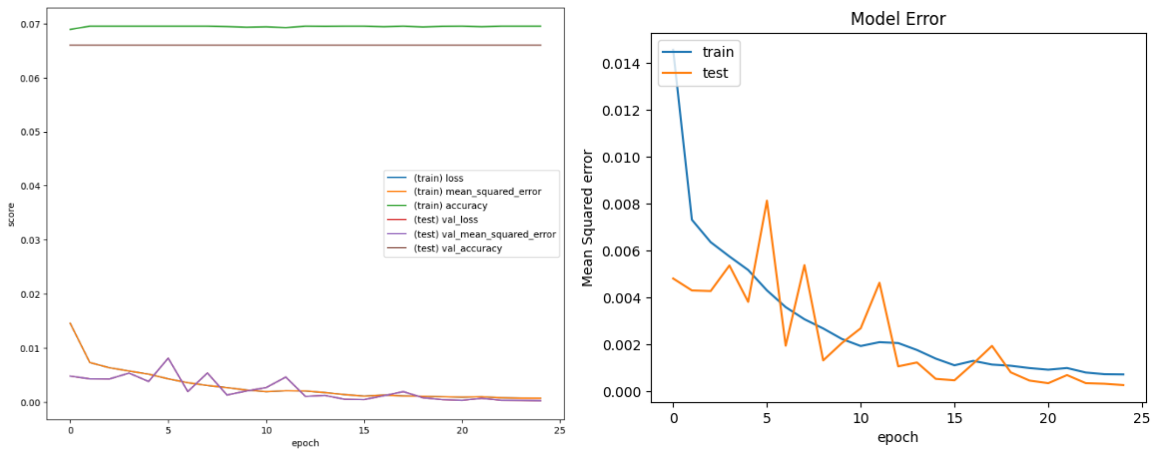 0.07
0.06
0.05
0.04
0.03
0.02
0.01
0.00
score
(train) loss
(train) mean_squared_error
(train) accuracy
(test) val_loss
(test) val_mean_squared_error
(test) val_accuracy
0 5 10 15 20 25
epoch
Model Error
train
test
0.014
0.012
0.010
0.008
0.006
0.004
0.002
0.000
Mean Squared error
0 5 10 15 20 25
epoch